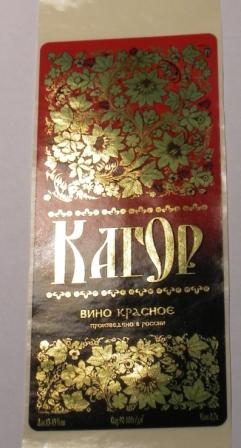 КАГОР
ВИНО КРАСНОЕ
ПРОИЗВЕДЕНО В РОССИИ